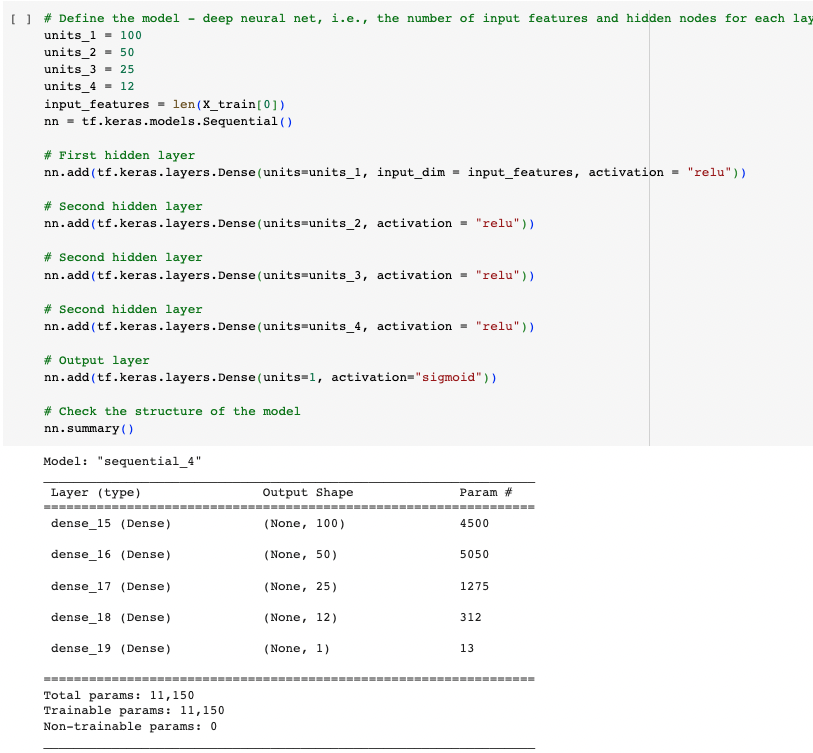 [ ] # Define the model - deep neural net, i.e., the number of input features and hidden nodes for each lay
units_1 = 100
units_2 = 50
units_3 = 25
units_4 = 12
input_features = len(X_train[0])
nn = tf.keras.models.Sequential()
# First hidden layer
nn.add(tf.keras.layers.Dense(units=units_1, input_dim = input_features, activation = "relu"))
# Second hidden layer
nn.add(tf.keras.layers.Dense(units=units_2, activation = "relu"))
# Second hidden layer
nn.add(tf.keras.layers.Dense(units=units_3, activation = "relu"))
# Second hidden layer
nn.add(tf.keras.layers.Dense(units=units_4, activation = "relu"))
# Output layer
nn.add(tf.keras.layers.Dense(units=1, activation="sigmoid"))
# Check the structure of the model
nn.summary()
Model: "sequential_4"
Layer (type) Output Shape Param #
dense_15 (Dense) (None, 100) 4500
dense_16 (Dense) (None, 50) 5050
dense_17 (Dense) (None, 25) 1275
dense_18 (Dense) (None, 12) 312
dense_19 (Dense) (None, 1) 13
Total params: 11,150
Trainable params: 11,150
Non-trainable params: 0